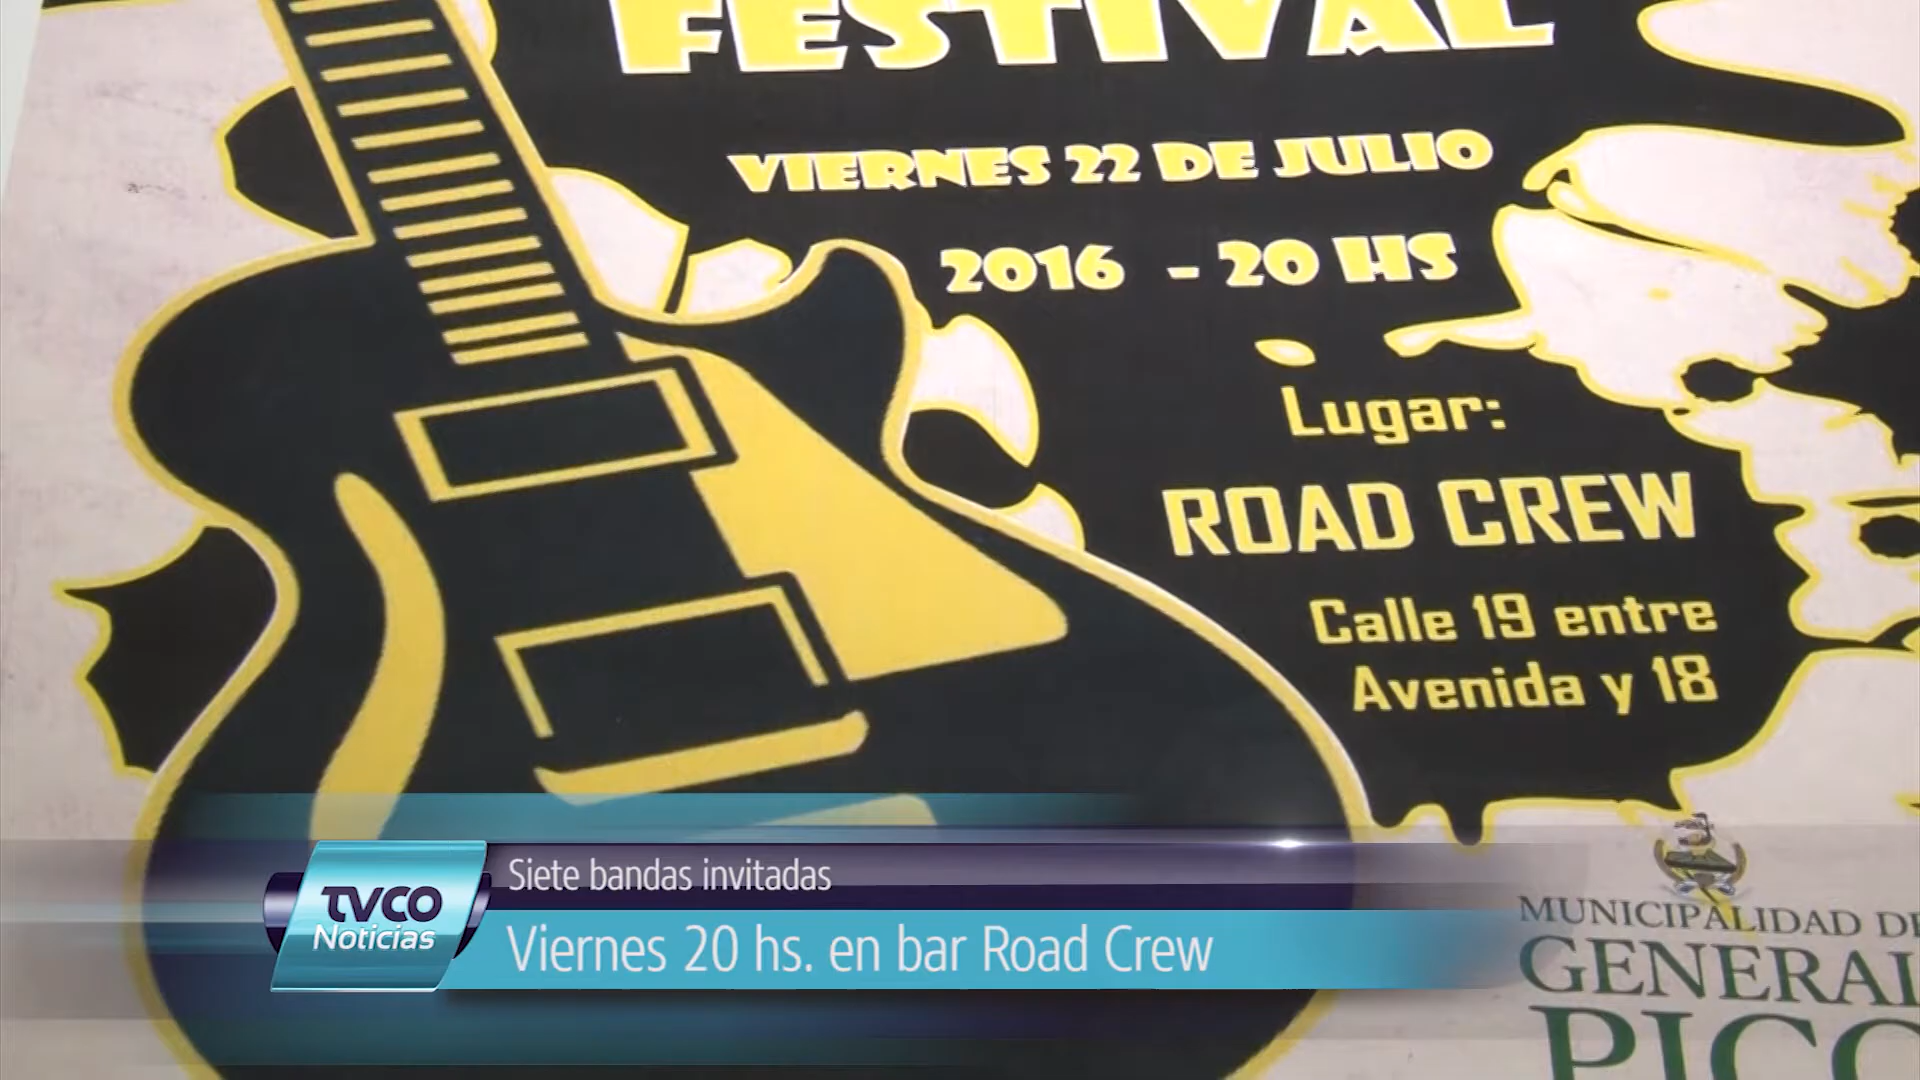 FESTIVAL
VIERNES 22 DE JULIO
2016 - 20 HS
Lugar:
ROAD CREW
Calle 19 entre
Avenida y 18
TVCO
Noticias
Siete bandas invitadas
Viernes 20 hs. en bar Road Crew
MUNICIPALIDAD DE
GENERAL
PICO